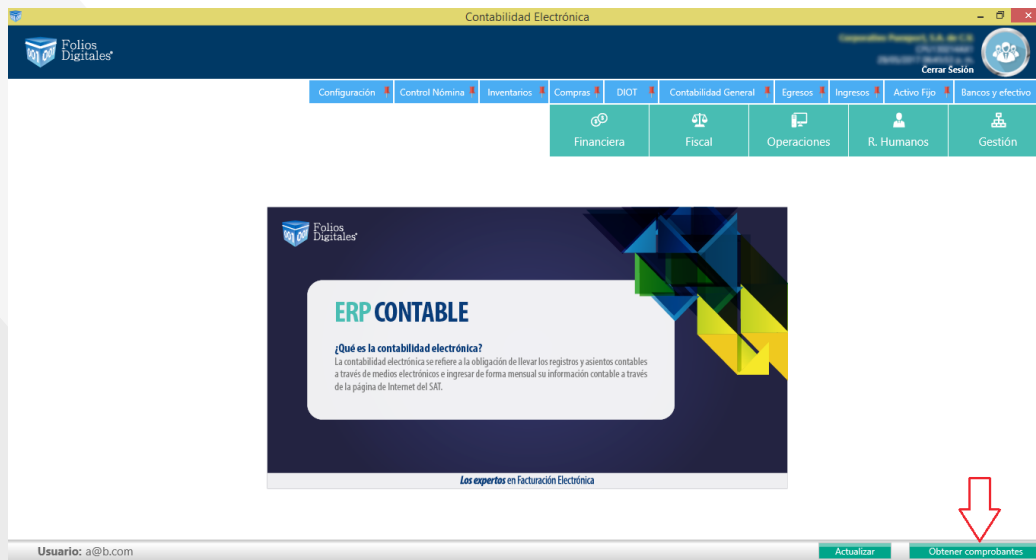 Contabilidad Electrónica
Folios
Digitales
Cerrar Sesión
Configuración Control Nómina Inventarios Compras DIOT Contabilidad General Egresos Ingresos Activo Fijo Bancos y efectivo
Financiera Fiscal Operaciones R. Humanos Gestión
Folios
Digitales
ERP CONTABLE
¿Qué es la contabilidad electrónica?
La contabilidad electrónica se refiere a la obligación de llevar los registros y asientos contables
a través de medios electrónicos e ingresar de forma mensual su información contable a través
de la página de Internet del SAT.
Los expertos en Facturación Electrónica
Usuario: a@b.com Actualizar Obtener comprobantes